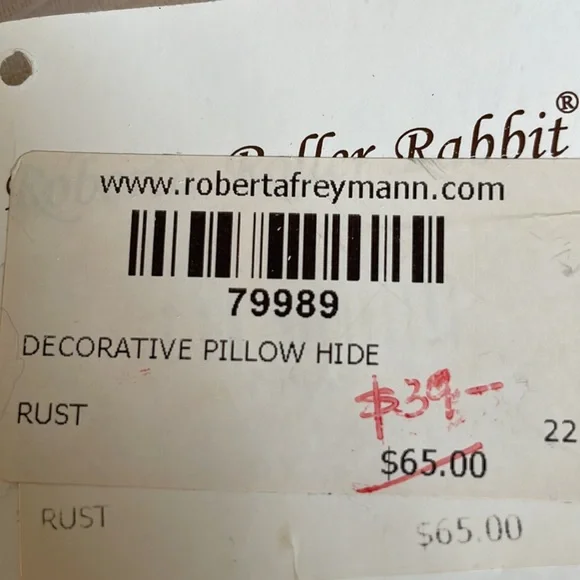 Roller Rabbit®
www.robertafreymann.com
79989
DECORATIVE PILLOW HIDE
$39.—
RUST
22
$65.00
RUST
$65.00